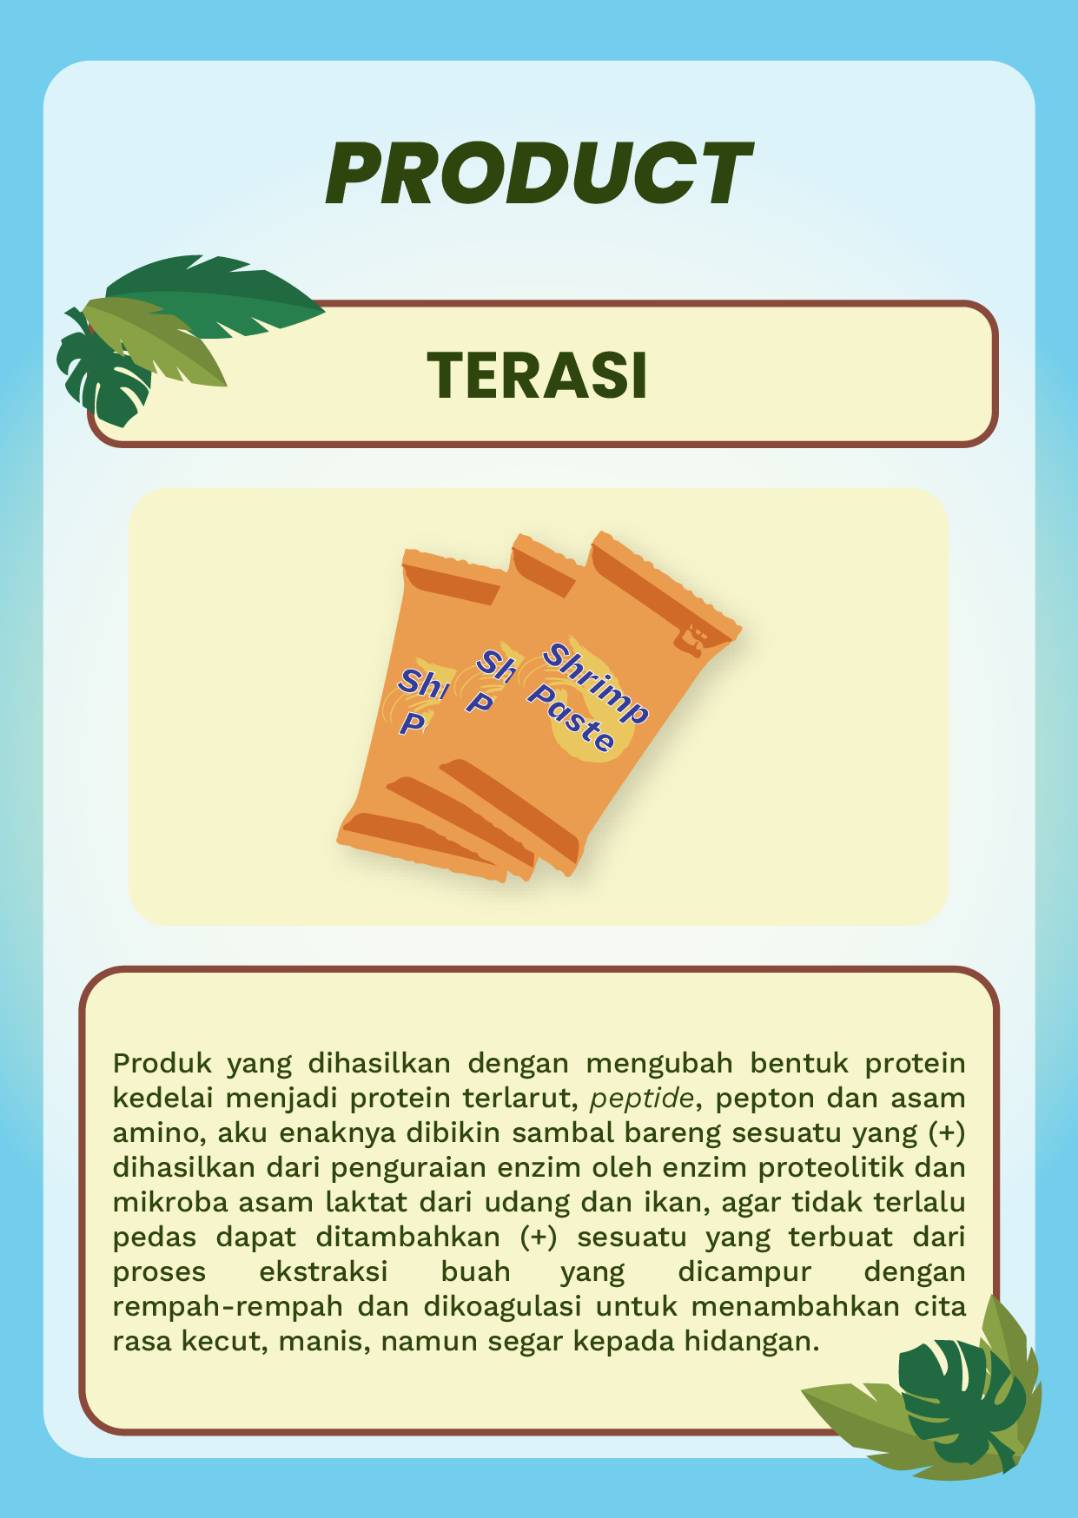 PRODUCT
TERASI
Shr
P
Sh
P
Shrimp
Paste
Produk yang dihasilkan dengan mengubah bentuk protein
kedelai menjadi protein terlarut, peptide, pepton dan asam
amino, aku enaknya dibikin sambal bareng sesuatu yang (+)
dihasilkan dari penguraian enzim oleh enzim proteolitik dan
mikroba asam laktat dari udang dan ikan, agar tidak terlalu
pedas dapat ditambahkan (+) sesuatu yang terbuat dari
proses ekstraksi buah yang dicampur dengan
rempah-rempah dan dikoagulasi untuk menambahkan cita
rasa kecut, manis, namun segar kepada hidangan.